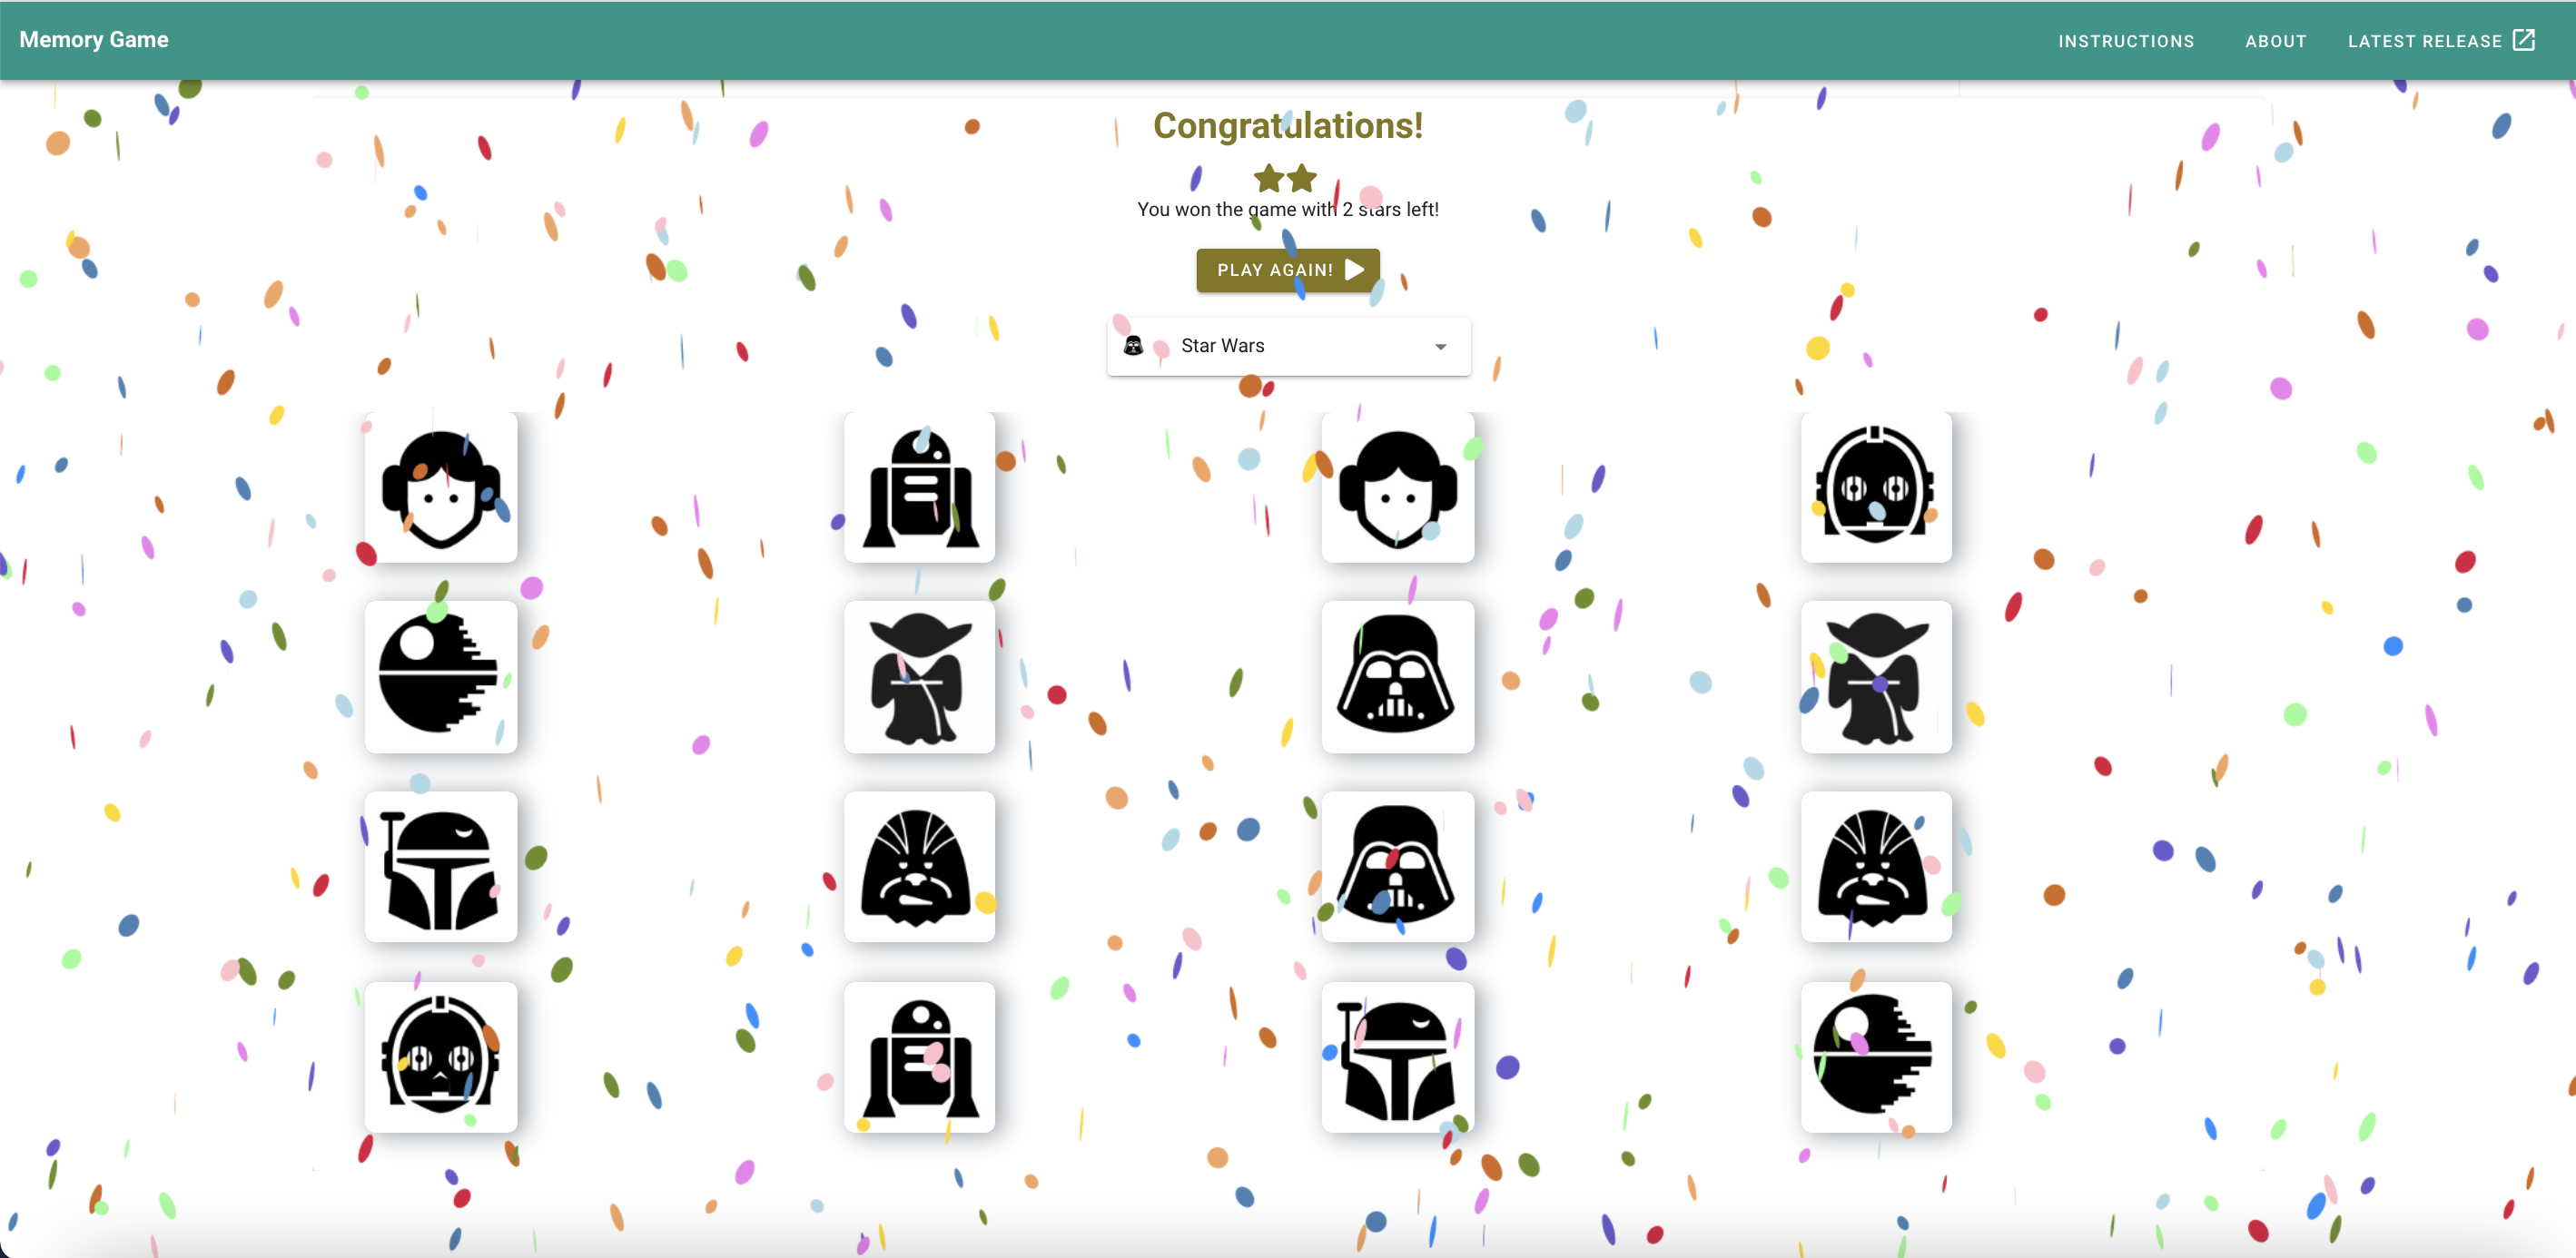 Memory Game
INSTRUCTIONS
ABOUT
LATEST RELEASE
Congratulations!
You won the game with 2 stars left!
PLAY AGAIN!
Star Wars